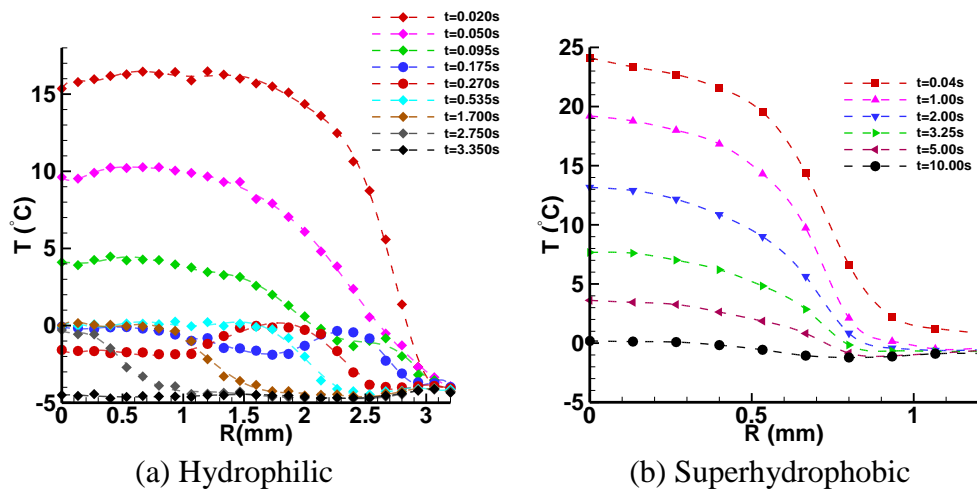 t=0.020s
t=0.050s
t=0.095s
t=0.175s
t=0.270s
t=0.535s
t=1.700s
t=2.750s
t=3.350s
15
10
5
0
-5
T (°C)
0 0.5 1 1.5 2 2.5 3
R(mm)
(a) Hydrophilic
t=0.04s
t=1.00s
t=2.00s
t=3.25s
t=5.00s
t=10.00s
25
20
15
10
5
0
-5
T (°C)
0 0.5 1
R (mm)
(b) Superhydrophobic